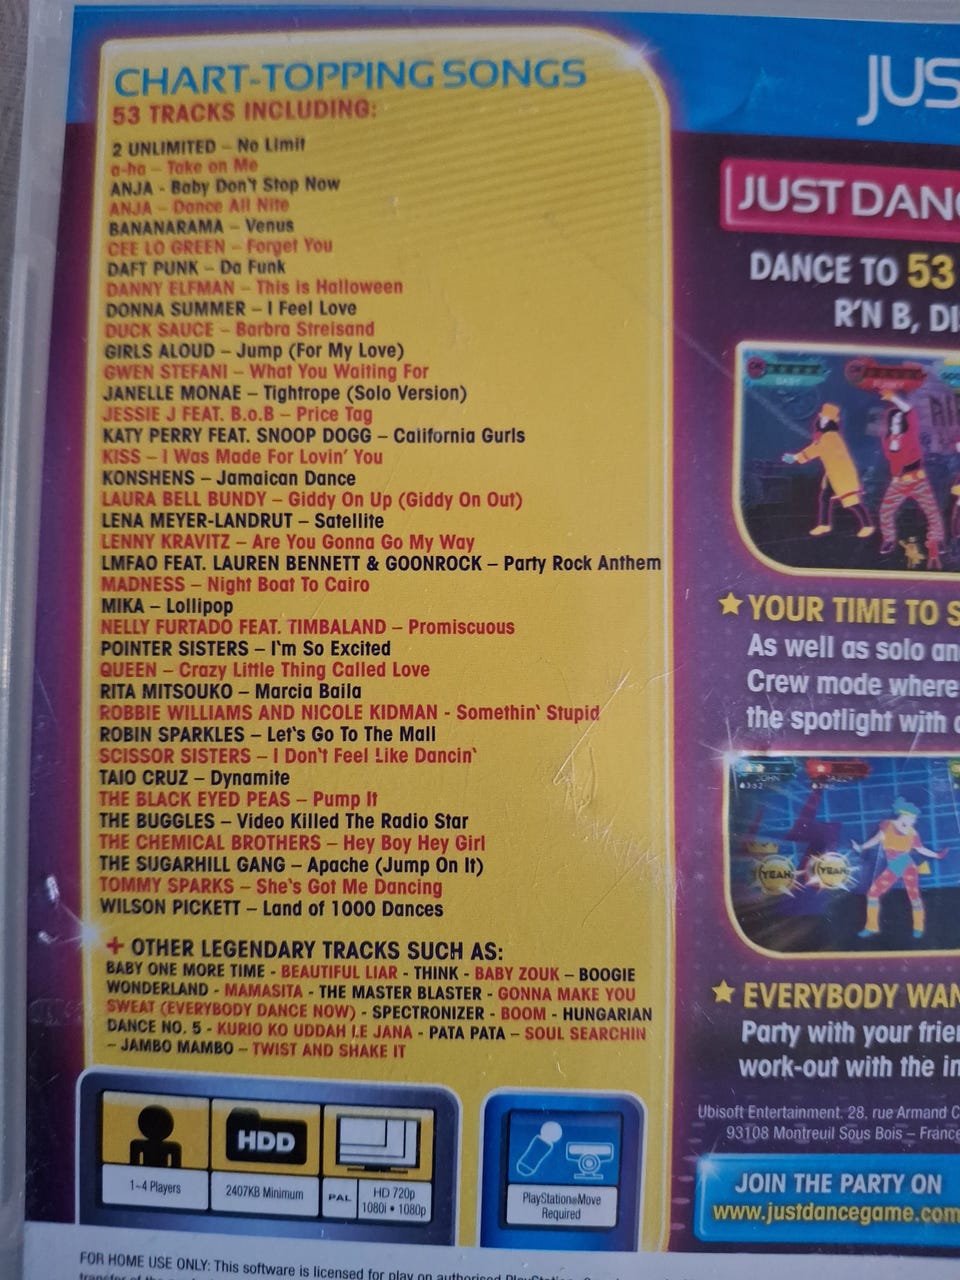 CHART-TOPPING SONGS
53 TRACKS INCLUDING:
2 UNLIMITED – No Limit
a-ha – Take on Me
ANJA - Baby Don't Stop Now
ANJA – Dance All Nite
BANANARAMA – Venus
CEE LO GREEN – Forget You
DAFT PUNK – Da Funk
DANNY ELFMAN – This is Halloween
DONNA SUMMER – I Feel Love
DUCK SAUCE – Barbra Streisand
GIRLS ALOUD – Jump (For My Love)
GWEN STEFANI – What You Waiting For
JANELLE MONAE – Tightrope (Solo Version)
JESSIE J FEAT. B.o.B – Price Tag
KATY PERRY FEAT. SNOOP DOGG – California Gurls
KISS – I Was Made For Lovin' You
KONSHENS – Jamaican Dance
LAURA BELL BUNDY – Giddy On Up (Giddy On Out)
LENA MEYER-LANDRUT – Satellite
LENNY KRAVITZ – Are You Gonna Go My Way
LMFAO FEAT. LAUREN BENNETT & GOONROCK – Party Rock Anthem
MADNESS – Night Boat To Cairo
MIKA – Lollipop
NELLY FURTADO FEAT. TIMBALAND – Promiscuous
POINTER SISTERS – I'm So Excited
QUEEN – Crazy Little Thing Called Love
RITA MITSOUKO – Marcia Baila
ROBBIE WILLIAMS AND NICOLE KIDMAN - Somethin' Stupid
ROBIN SPARKLES – Let's Go To The Mall
SCISSOR SISTERS – I Don't Feel Like Dancin'
TAIO CRUZ – Dynamite
THE BLACK EYED PEAS – Pump It
THE BUGGLES – Video Killed The Radio Star
THE CHEMICAL BROTHERS – Hey Boy Hey Girl
THE SUGARHILL GANG – Apache (Jump On It)
TOMMY SPARKS – She's Got Me Dancing
WILSON PICKETT – Land of 1000 Dances
+ OTHER LEGENDARY TRACKS SUCH AS:
BABY ONE MORE TIME - BEAUTIFUL LIAR - THINK - BABY ZOUK – BOOGIE
WONDERLAND - MAMASITA - THE MASTER BLASTER - GONNA MAKE YOU
SWEAT (EVERYBODY DANCE NOW) - SPECTRONIZER - BOOM - HUNGARIAN
DANCE NO. 5 - KURIO KO UDDAH LE JANA - PATA PATA – SOUL SEARCHIN
– JAMBO MAMBO – TWIST AND SHAKE IT
1-4 Players
HDD
2407KB Minimum
PAL
HD 720p
1080i • 1080p
PlayStation®Move
Required
FOR HOME USE ONLY: This software is licensed for play on authorised
JUS
JUST DANC
DANCE TO 53
R'N B, DI
YOUR TIME TO S
As well as solo an
Crew mode where
the spotlight with
JOHN
YEAH YEAH
EVERYBODY WAN
Party with your frien
work-out with the in
Ubisoft Entertainment. 28, rue Armand C
93108 Montreuil Sous Bois – France
JOIN THE PARTY ON
www.justdancegame.com